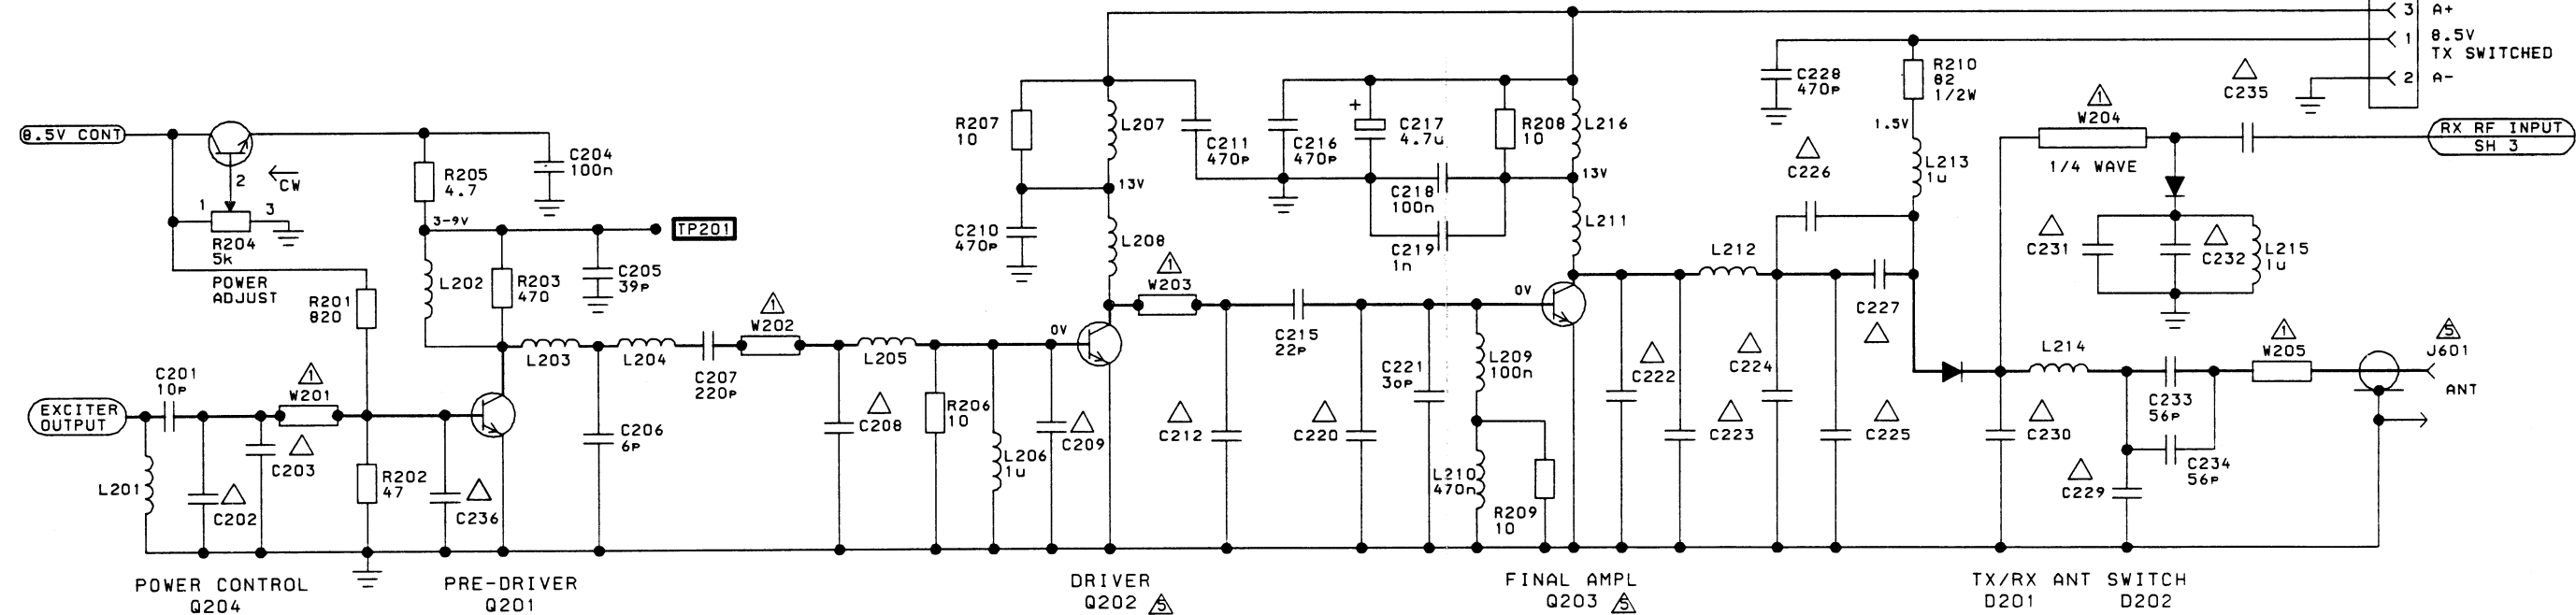 3 A+
1 8.5V
TX SWITCHED
2 A-
8.5V CONT
2
CW
1
3
R204
5k
POWER
ADJUST
R205
4.7
C204
100n
3-9V
TP201
L202
R203
470
C205
39p
R201
820
C201
10p
1
W201
EXCITER
OUTPUT
L201
C202
C203
R202
47
C236
L203
L204
C206
6p
C207
220p
1
W202
C208
L205
R206
10
L206
1u
C209
0V
R207
10
L207
C211
470p
13V
C210
470p
L208
1
W203
C212
C215
22p
C220
C221
30p
L209
100n
L210
470n
R209
10
0V
C216
470p
+
C217
4.7u
R208
10
L216
C218
100n
13V
C219
1n
L211
C222
C223
L212
C224
C225
C226
C227
C228
470p
R210
82
1/2W
1.5V
L213
1u
1
W204
1/4 WAVE
C235
RX RF INPUT
SH 3
C231
C232
L215
1u
L214
C230
C229
C233
56p
C234
56p
1
W205
5
J601
ANT
POWER CONTROL
Q204
PRE-DRIVER
Q201
DRIVER
Q202 5
FINAL AMPL
Q203 5
TX/RX ANT SWITCH
D201 D202